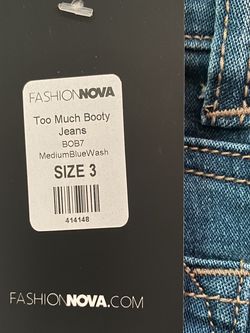 FASHIONNOVA
Too Much Booty
Jeans
BOB7
MediumBlueWash
SIZE 3
414148
FASHIONNOVA.COM